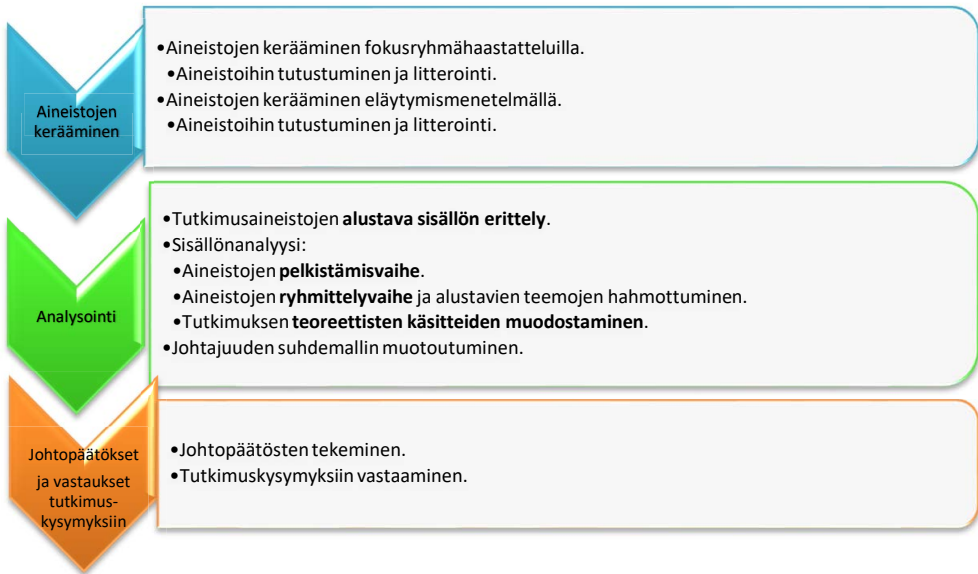 Aineistojen
kerääminen
•Aineistojen kerääminen fokusryhmähaastatteluilla.
•Aineistoihin tutustuminen ja litterointi.
•Aineistojen kerääminen eläytymismenetelmällä.
•Aineistoihin tutustuminen ja litterointi.
Analysointi
•Tutkimusaineistojen alustava sisällön erittely.
•Sisällönanalyysi:
•Aineistojen pelkistämisvaihe.
•Aineistojen ryhmittelyvaihe ja alustavien teemojen hahmottuminen.
•Tutkimuksen teoreettisten käsitteiden muodostaminen.
•Johtajuuden suhdemallin muotoutuminen.
Johtopäätökset
ja vastaukset
tutkimus-
kysymyksiin
•Johtopäätösten tekeminen.
•Tutkimuskysymyksiin vastaaminen.